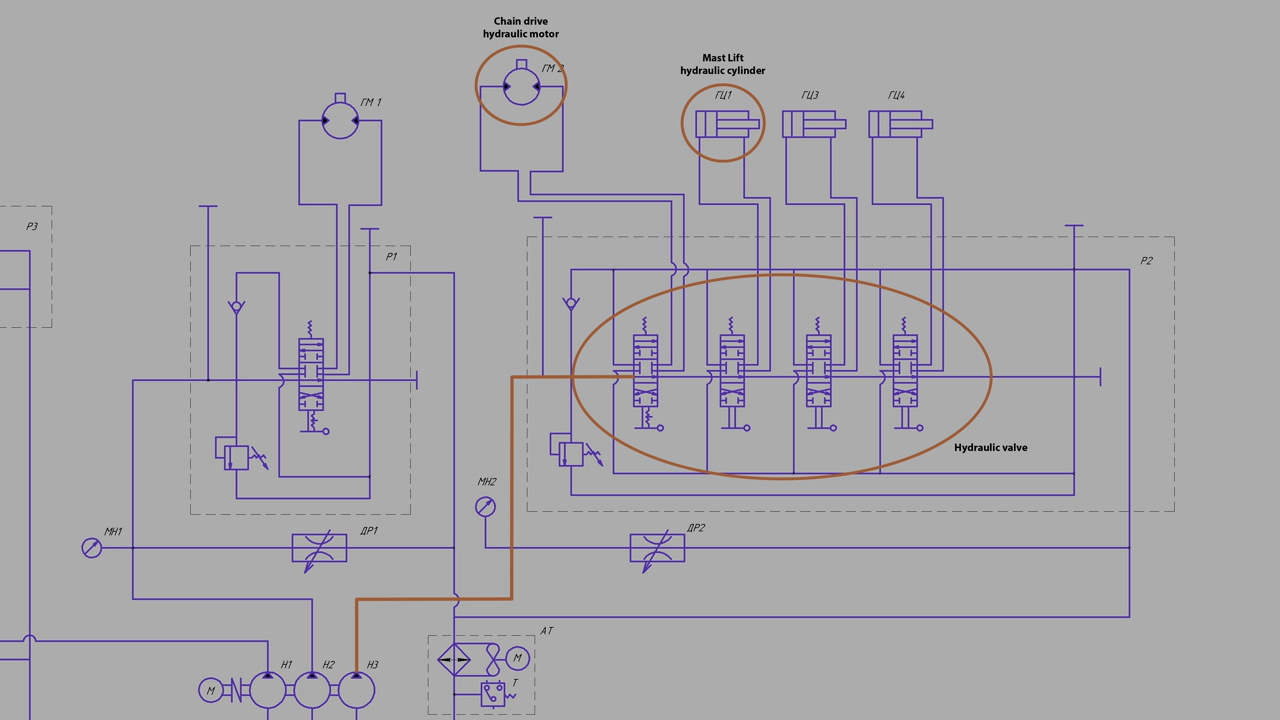 Chain drive
hydraulic motor
Mast Lift
hydraulic cylinder
ГМ 2
ГМ 1
ГЦ1
ГЦ3
ГЦ4
Р3
Р1
Р2
Hydraulic valve
МН2
МН1
ДР1
ДР2
АТ
Н1
Н2
Н3
М
М
Т